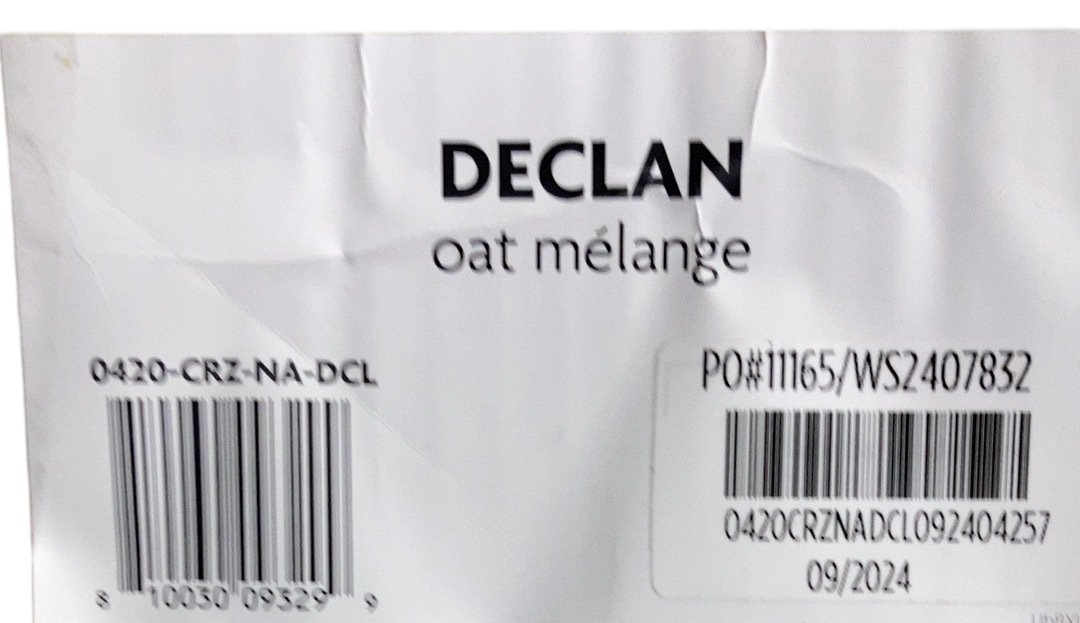 DECLAN
oat mélange
0420-CRZ-NA-DCL
8 10030 09329 9
PO#11165/WS2407832
0420CRZNADCL092404257
09/2024